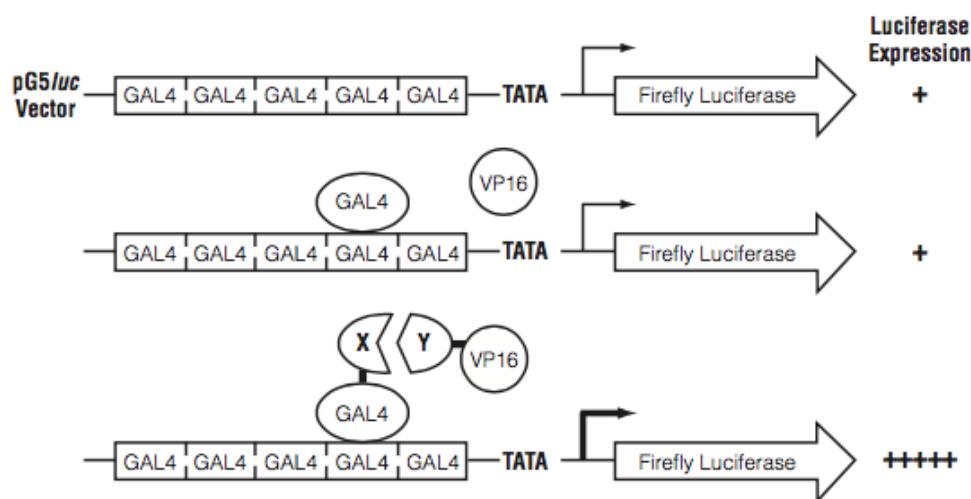 Luciferase
Expression
pG5luc
Vector
GAL4 GAL4 GAL4 GAL4 GAL4 TATA Firefly Luciferase +
GAL4 VP16
GAL4 GAL4 GAL4 GAL4 GAL4 TATA Firefly Luciferase +
X Y VP16
GAL4
GAL4 GAL4 GAL4 GAL4 GAL4 TATA Firefly Luciferase +++++